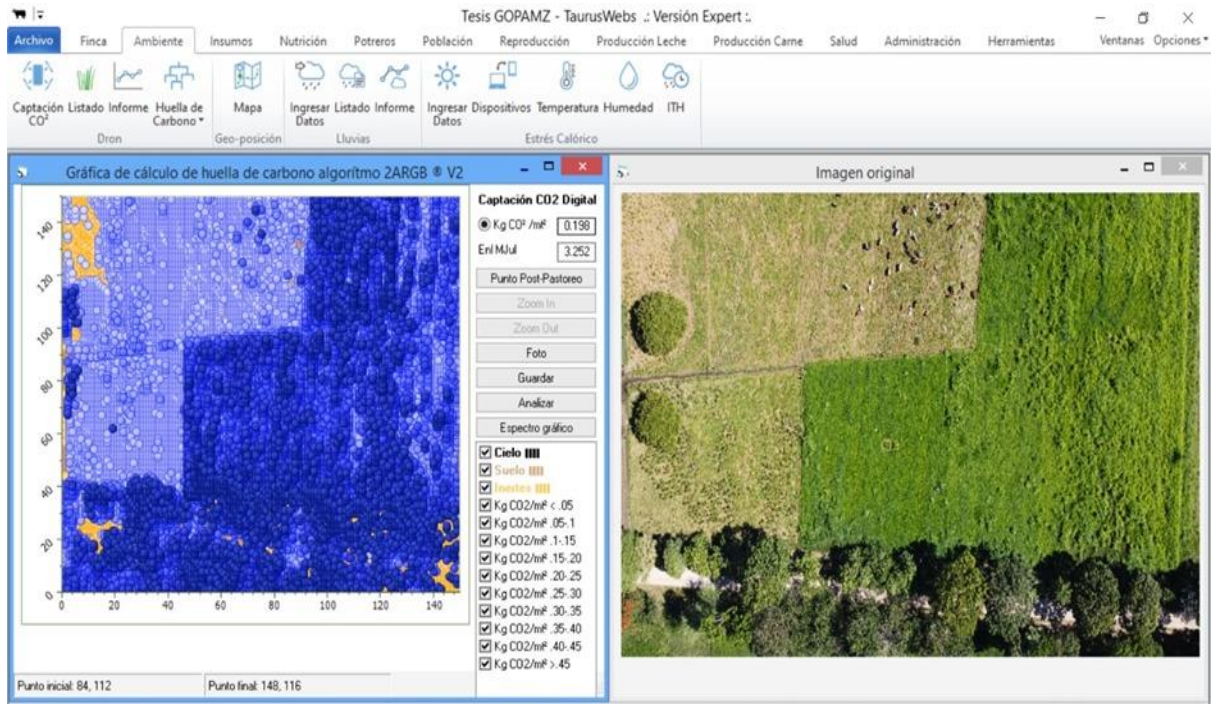 Tesis GOPAMZ - TaurusWebs .: Versión Expert :.
Archivo Finca Ambiente Insumos Nutrición Potreros Población Reproducción Producción Leche Producción Carne Salud Administración Herramientas Ventanas Opciones
Captación CO² Listado Informe Huella de Carbono Mapa Ingresar Datos Listado Informe Ingresar Datos Dispositivos Temperatura Humedad ITH
Dron Geo-posición Lluvias Estrés Calórico
Gráfica de cálculo de huella de carbono algorítmo 2ARGB ® V2
Captación CO2 Digital
Kg CO² /m² 0.198
Enl MJul 3.252
Punto Post-Pastoreo
Zoom In
Zoom Out
Foto
Guardar
Analizar
Espectro gráfico
Cielo
Suelo
Inertes
Kg CO2/m² < .05
Kg CO2/m² .05-.1
Kg CO2/m² .1-.15
Kg CO2/m² .15-.20
Kg CO2/m² .20-.25
Kg CO2/m² .25-.30
Kg CO2/m² .30-.35
Kg CO2/m² .35-.40
Kg CO2/m² .40-.45
Kg CO2/m² >.45
140
120
100
80
60
40
20
0
0 20 40 60 80 100 120 140
Punto inicial: 84, 112 Punto final: 148, 116
Imagen original